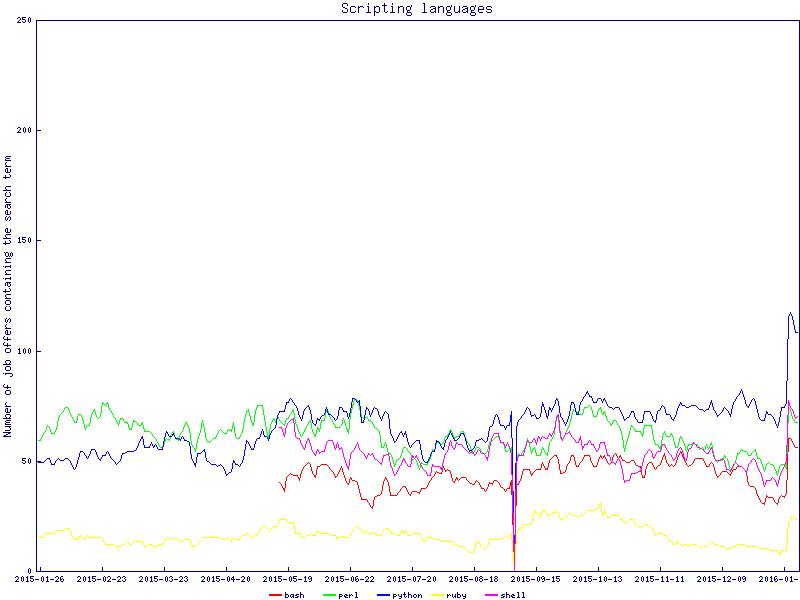 Scripting languages
Number of job offers containing the search term
250
200
150
100
50
0
2015-01-26 2015-02-23 2015-03-23 2015-04-20 2015-05-19 2015-06-22 2015-07-20 2015-08-18 2015-09-15 2015-10-13 2015-11-11 2015-12-09 2016-01-
bash perl python ruby shell